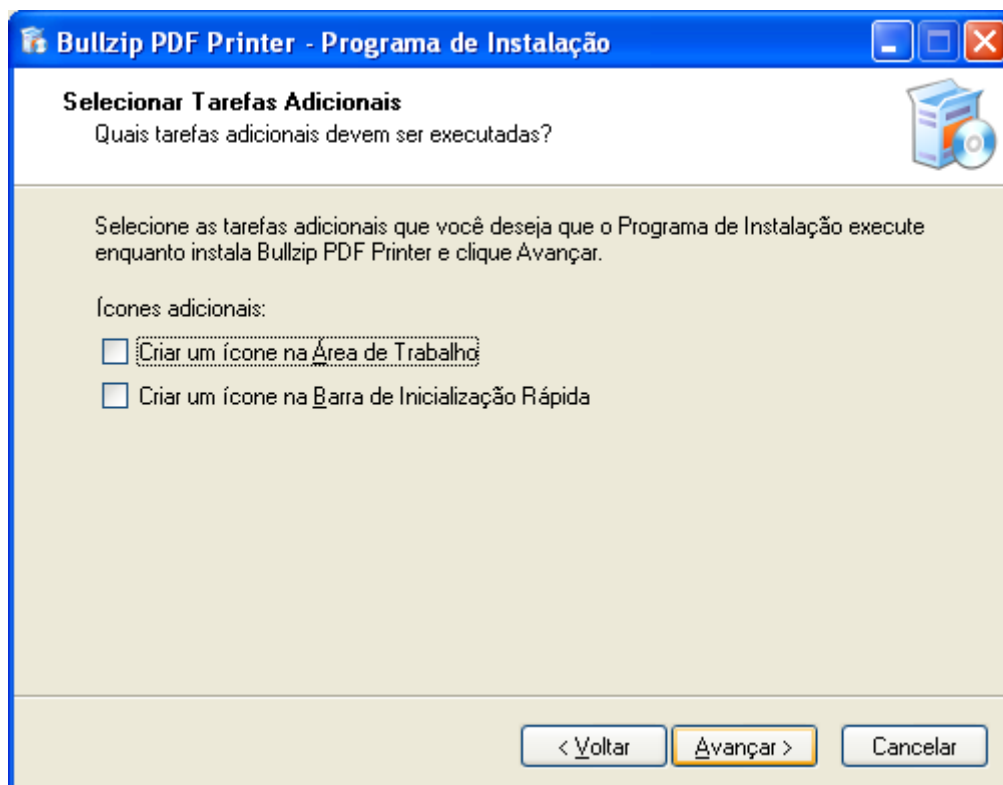 Bullzip PDF Printer - Programa de Instalação
Selecionar Tarefas Adicionais
Quais tarefas adicionais devem ser executadas?
Selecione as tarefas adicionais que você deseja que o Programa de Instalação execute
enquanto instala Bullzip PDF Printer e clique Avançar.
Ícones adicionais:
Criar um ícone na Área de Trabalho
Criar um ícone na Barra de Inicialização Rápida
< Voltar
Avançar >
Cancelar